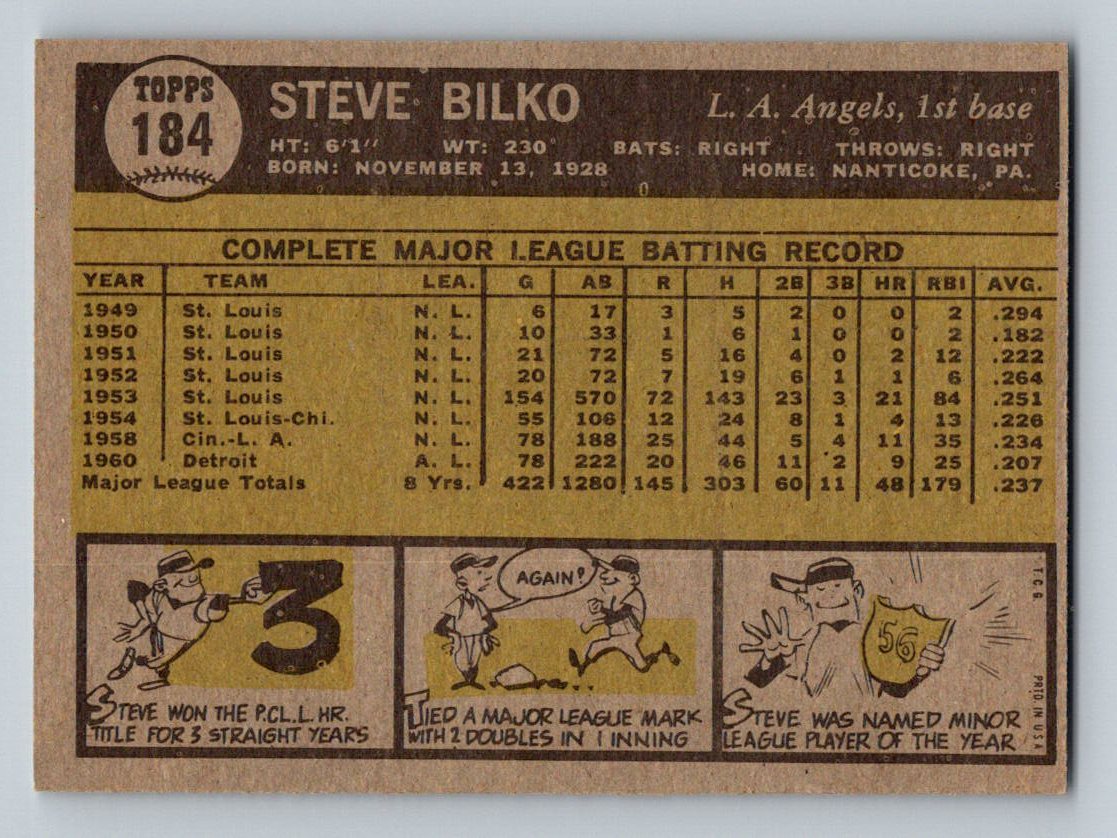 TOPPS
184
STEVE BILKO
L. A. Angels, 1st base
HT: 6'1" WT: 230 BATS: RIGHT THROWS: RIGHT
BORN: NOVEMBER 13, 1928 HOME: NANTICOKE, PA.
COMPLETE MAJOR LEAGUE BATTING RECORD
YEAR TEAM LEA. G AB R H 2B 3B HR RBI AVG.
1949 St. Louis N. L. 6 17 3 5 2 0 0 2 .294
1950 St. Louis N. L. 10 33 1 6 1 0 0 2 .182
1951 St. Louis N. L. 21 72 5 16 4 0 2 12 .222
1952 St. Louis N. L. 20 72 7 19 6 1 1 6 .264
1953 St. Louis N. L. 154 570 72 143 23 3 21 84 .251
1954 St. Louis-Chi. N. L. 55 106 12 24 8 1 4 13 .226
1958 Cin.-L. A. N. L. 78 188 25 44 5 4 11 35 .234
1960 Detroit A. L. 78 222 20 46 11 2 9 25 .207
Major League Totals 8 Yrs. 422 1280 145 303 60 11 48 179 .237
3
STEVE WON THE P.C.L. HR.
TITLE FOR 3 STRAIGHT YEARS
AGAIN?
TIED A MAJOR LEAGUE MARK
WITH 2 DOUBLES IN 1 INNING
56
STEVE WAS NAMED MINOR
LEAGUE PLAYER OF THE YEAR
T.C.G. PRTD IN USA